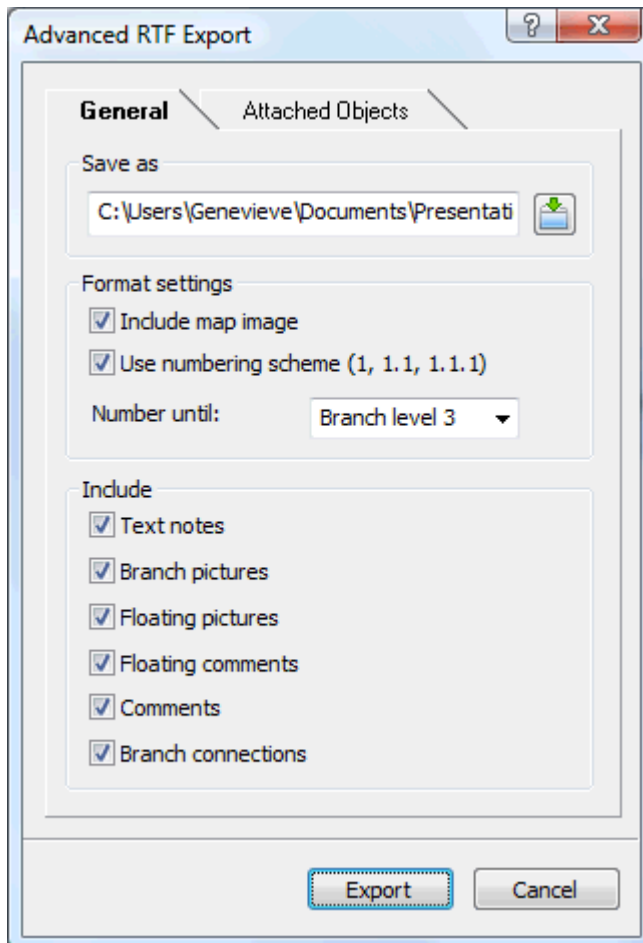 Advanced RTF Export
General Attached Objects
Save as
C:\Users\Genevieve\Documents\Presentati
Format settings
Include map image
Use numbering scheme (1, 1.1, 1.1.1)
Number until: Branch level 3
Include
Text notes
Branch pictures
Floating pictures
Floating comments
Comments
Branch connections
Export Cancel